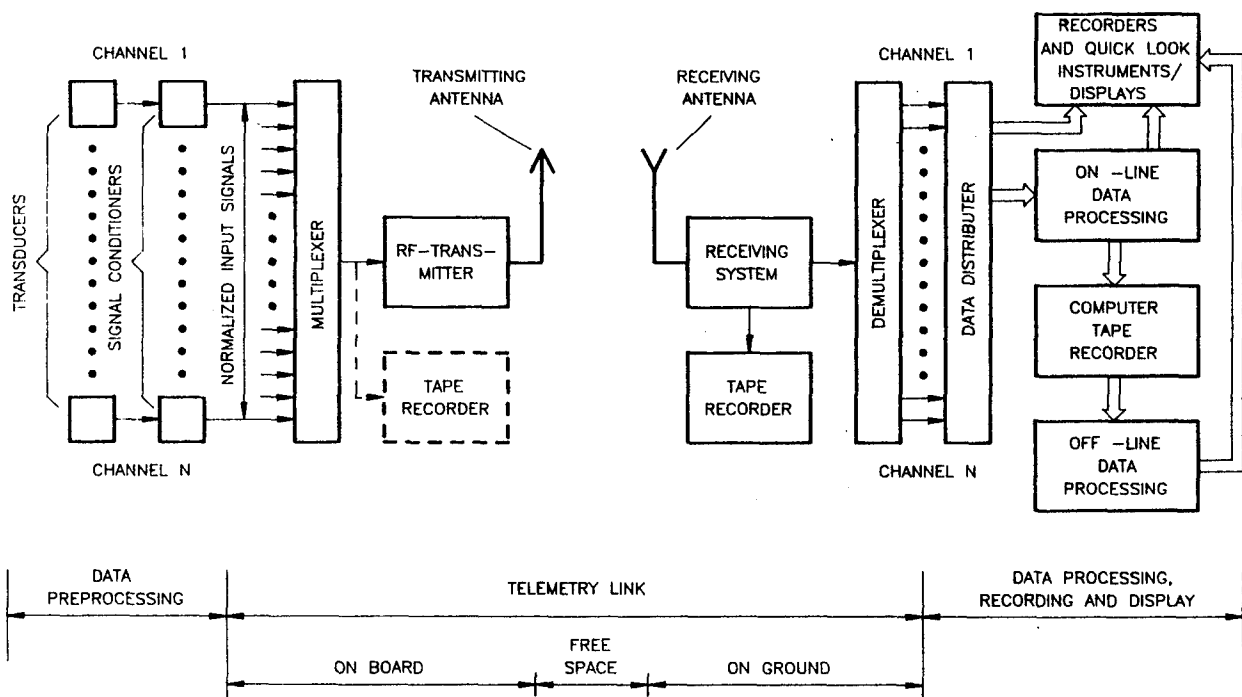 CHANNEL 1
TRANSDUCERS
SIGNAL CONDITIONERS
NORMALIZED INPUT SIGNALS
CHANNEL N
MULTIPLEXER
TRANSMITTING
ANTENNA
RF-TRANS-
MITTER
TAPE
RECORDER
RECEIVING
ANTENNA
RECEIVING
SYSTEM
TAPE
RECORDER
CHANNEL 1
DEMULTIPLEXER
DATA DISTRIBUTER
CHANNEL N
RECORDERS
AND QUICK LOOK
INSTRUMENTS/
DISPLAYS
ON -LINE
DATA
PROCESSING
COMPUTER
TAPE
RECORDER
OFF -LINE
DATA
PROCESSING
DATA
PREPROCESSING
TELEMETRY LINK
DATA PROCESSING,
RECORDING AND DISPLAY
ON BOARD
FREE
SPACE
ON GROUND